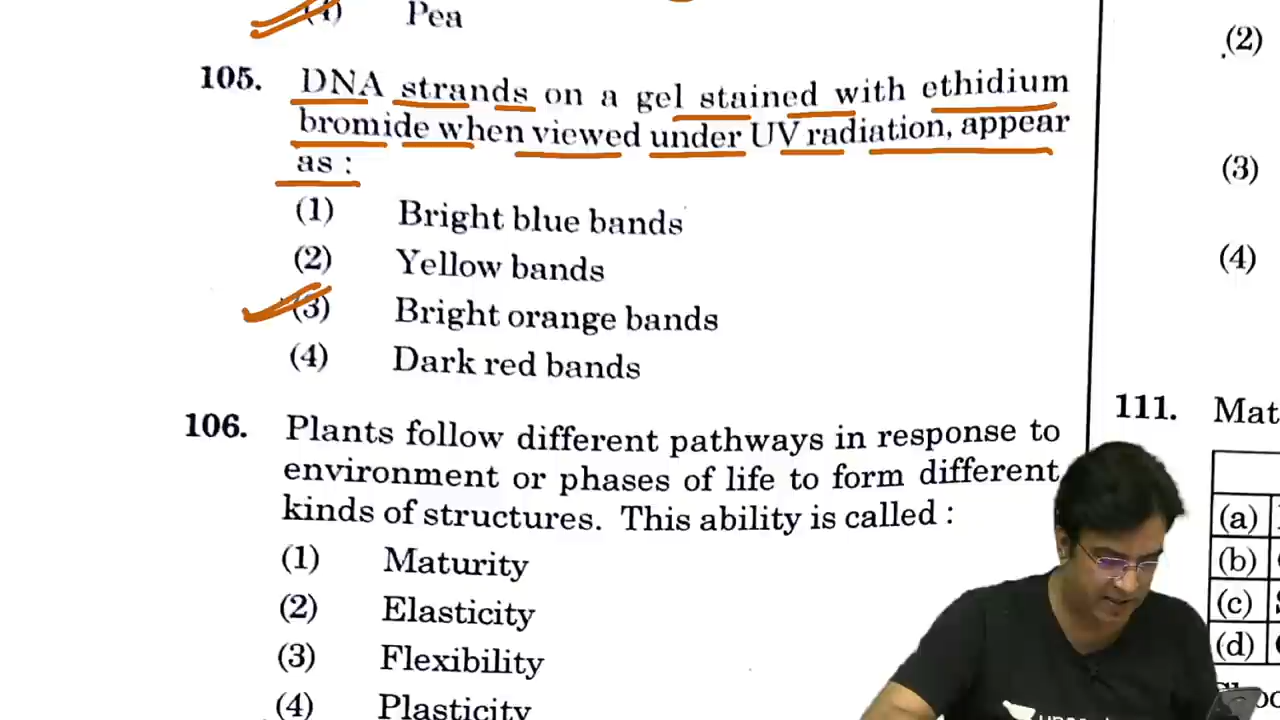 (4) Pea
105. DNA strands on a gel stained with ethidium
bromide when viewed under UV radiation, appear
as :
(1) Bright blue bands
(2) Yellow bands
(3) Bright orange bands
(4) Dark red bands
106. Plants follow different pathways in response to
environment or phases of life to form different
kinds of structures. This ability is called :
(1) Maturity
(2) Elasticity
(3) Flexibility
(4) Plasticity
(2)
(3)
(4)
111. Mat
(a)
(b)
(c)
(d)